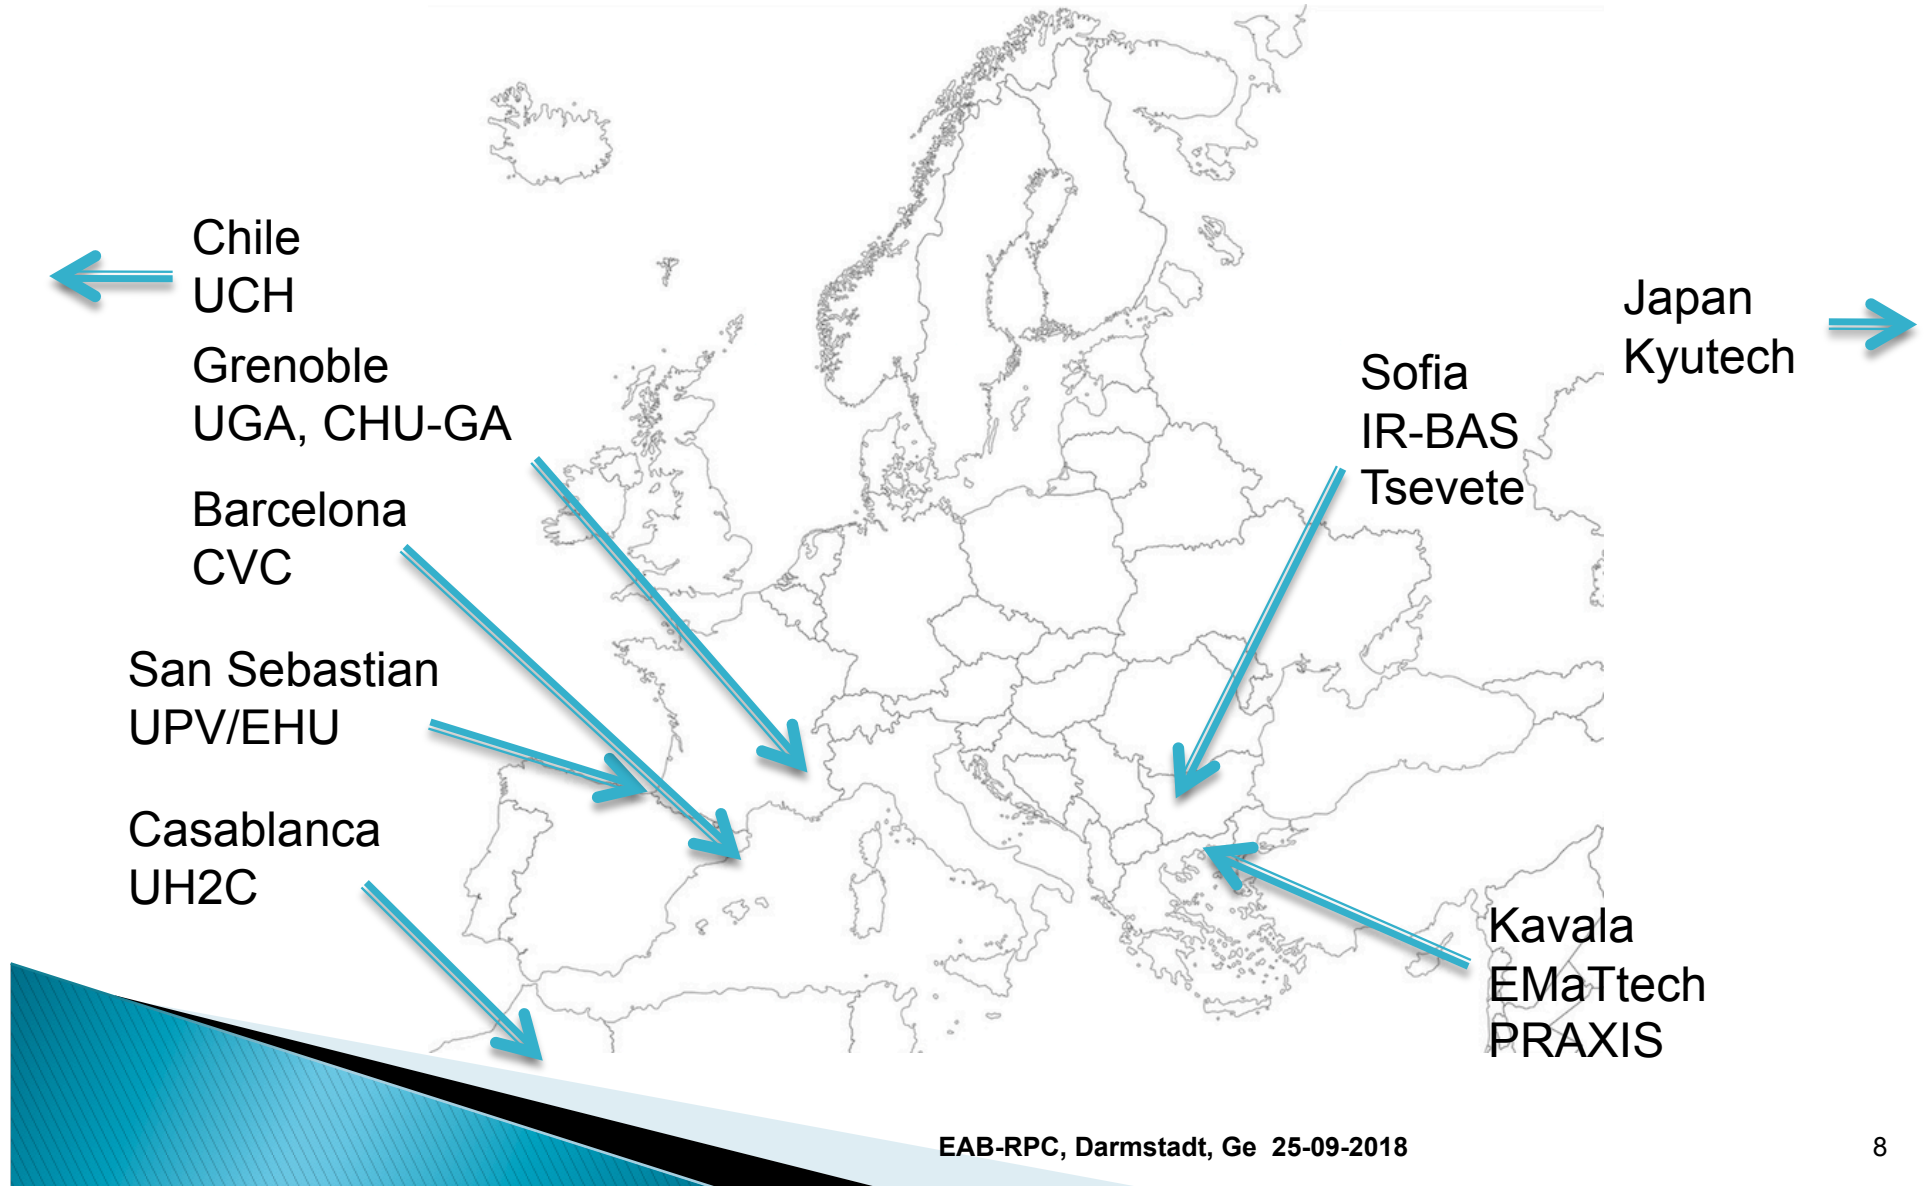 Chile
UCH
Grenoble
UGA, CHU-GA
Barcelona
CVC
San Sebastian
UPV/EHU
Casablanca
UH2C
Japan
Kyutech
Sofia
IR-BAS
Tsevete
Kavala
EMaTtech
PRAXIS
EAB-RPC, Darmstadt, Ge 25-09-2018
8